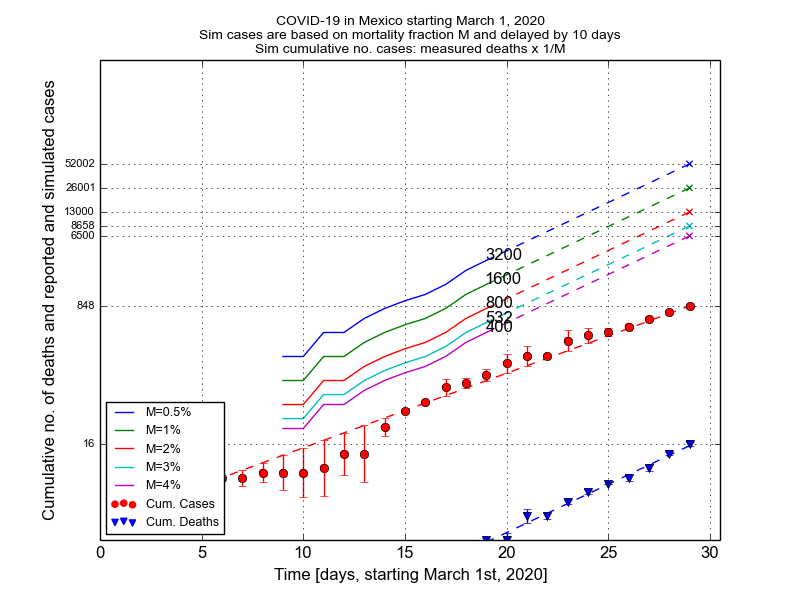 COVID-19 in Mexico starting March 1, 2020
Sim cases are based on mortality fraction M and delayed by 10 days
Sim cumulative no. cases: measured deaths x 1/M
Cumulative no. of deaths and reported and simulated cases
52002
26001
13000
8658
6500
848
16
3200
1600
800
532
400
M=0.5%
M=1%
M=2%
M=3%
M=4%
Cum. Cases
Cum. Deaths
0 5 10 15 20 25 30
Time [days, starting March 1st, 2020]